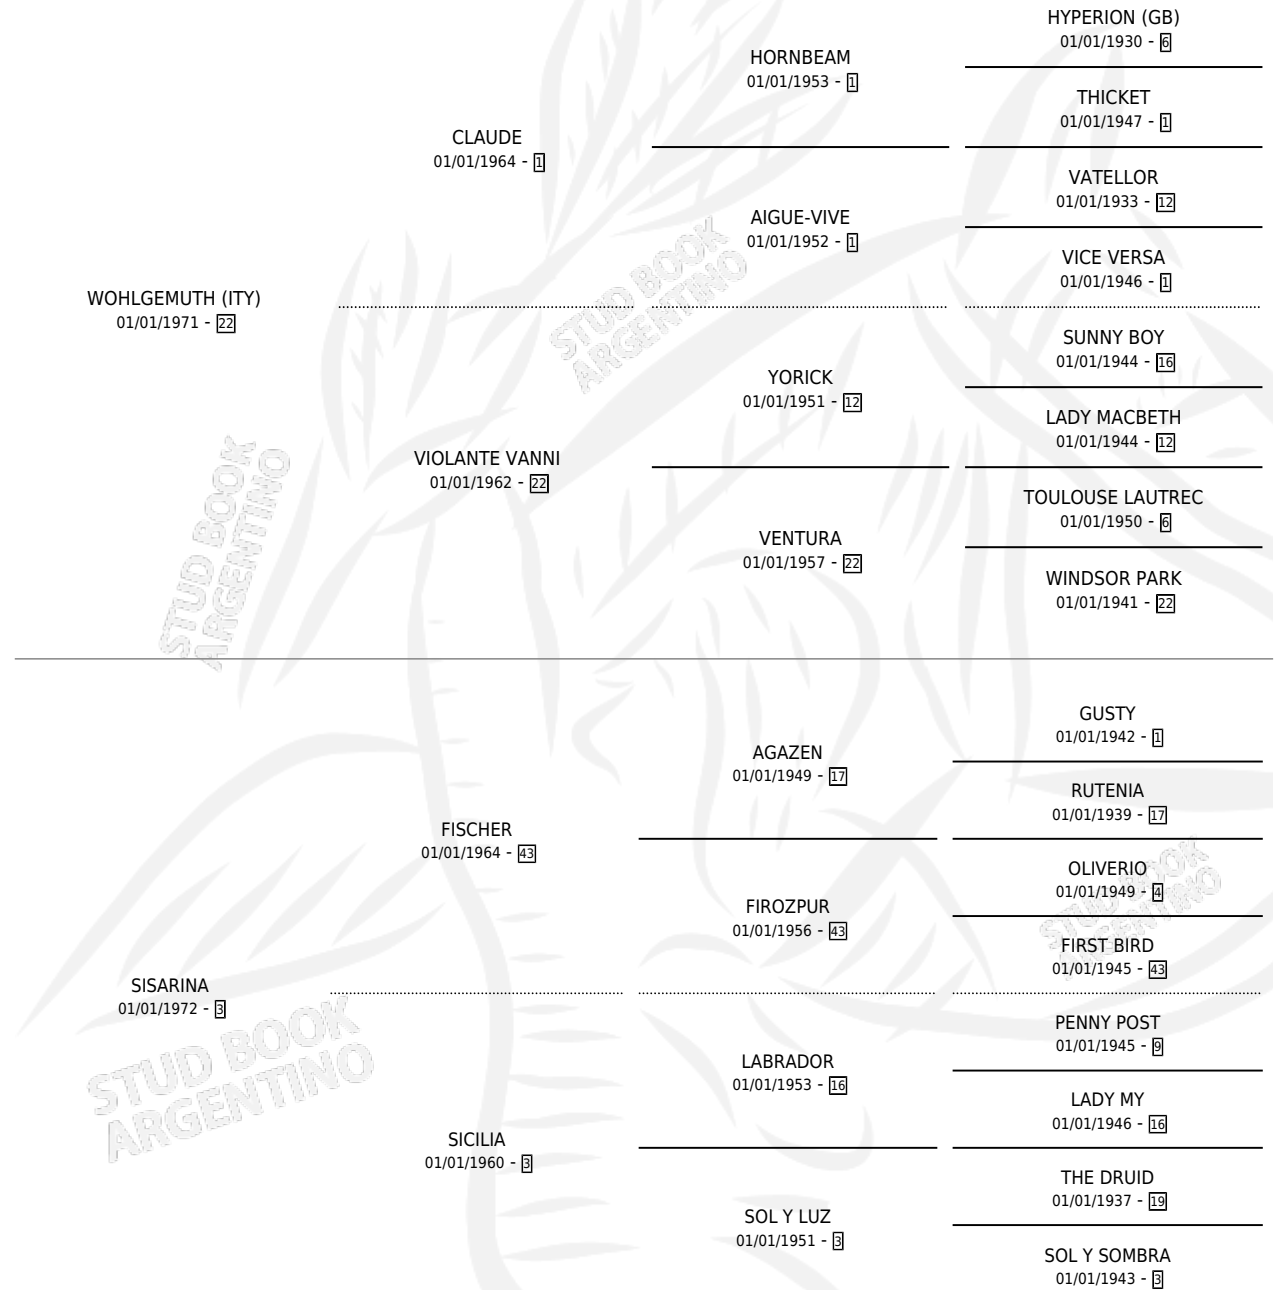 HYPERION (GB)
01/01/1930 - 6
HORNBEAM
01/01/1953 - 1
THICKET
01/01/1947 - 1
CLAUDE
01/01/1964 - 1
VATELLOR
01/01/1933 - 12
AIGUE-VIVE
01/01/1952 - 1
VICE VERSA
01/01/1946 - 1
WOHLGEMUTH (ITY)
01/01/1971 - 22
STUD BOOK
ARGENTINO
SUNNY BOY
01/01/1944 - 16
YORICK
01/01/1951 - 12
LADY MACBETH
01/01/1944 - 12
VIOLANTE VANNI
01/01/1962 - 22
TOULOUSE LAUTREC
01/01/1950 - 6
VENTURA
01/01/1957 - 22
WINDSOR PARK
01/01/1941 - 22
STUD BOOK
ARGENTINO
GUSTY
01/01/1942 - 1
AGAZEN
01/01/1949 - 17
RUTENIA
01/01/1939 - 17
FISCHER
01/01/1964 - 43
OLIVERIO
01/01/1949 - 4
STUD BOOK
ARGENTINO
FIROZPUR
01/01/1956 - 43
FIRST BIRD
01/01/1945 - 43
SISARINA
01/01/1972 - 3
STUD BOOK
ARGENTINO
PENNY POST
01/01/1945 - 9
LABRADOR
01/01/1953 - 16
LADY MY
01/01/1946 - 16
SICILIA
01/01/1960 - 3
THE DRUID
01/01/1937 - 19
SOL Y LUZ
01/01/1951 - 3
SOL Y SOMBRA
01/01/1943 - 3